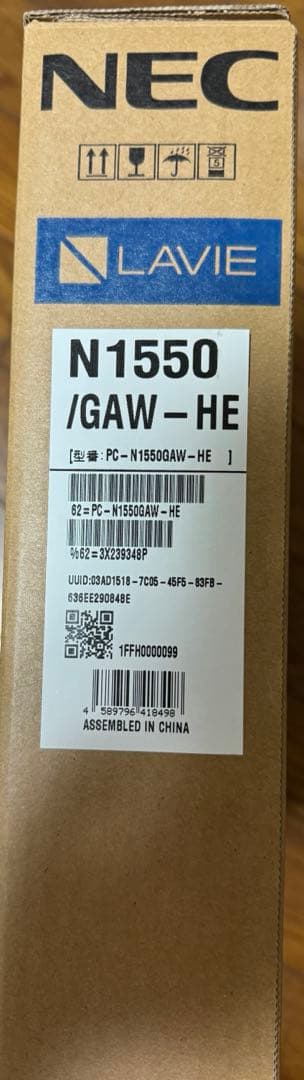 NEC
5
LAVIE
N1550
/GAW-HE
[型番:PC-N1550GAW-HE ]
62=PC-N1550GAW-HE
%62=3X239348P
UUID:03AD1518-7C05-45F5-83FB-
636EE290848E
1FFH0000099
4 589796 418498
ASSEMBLED IN CHINA